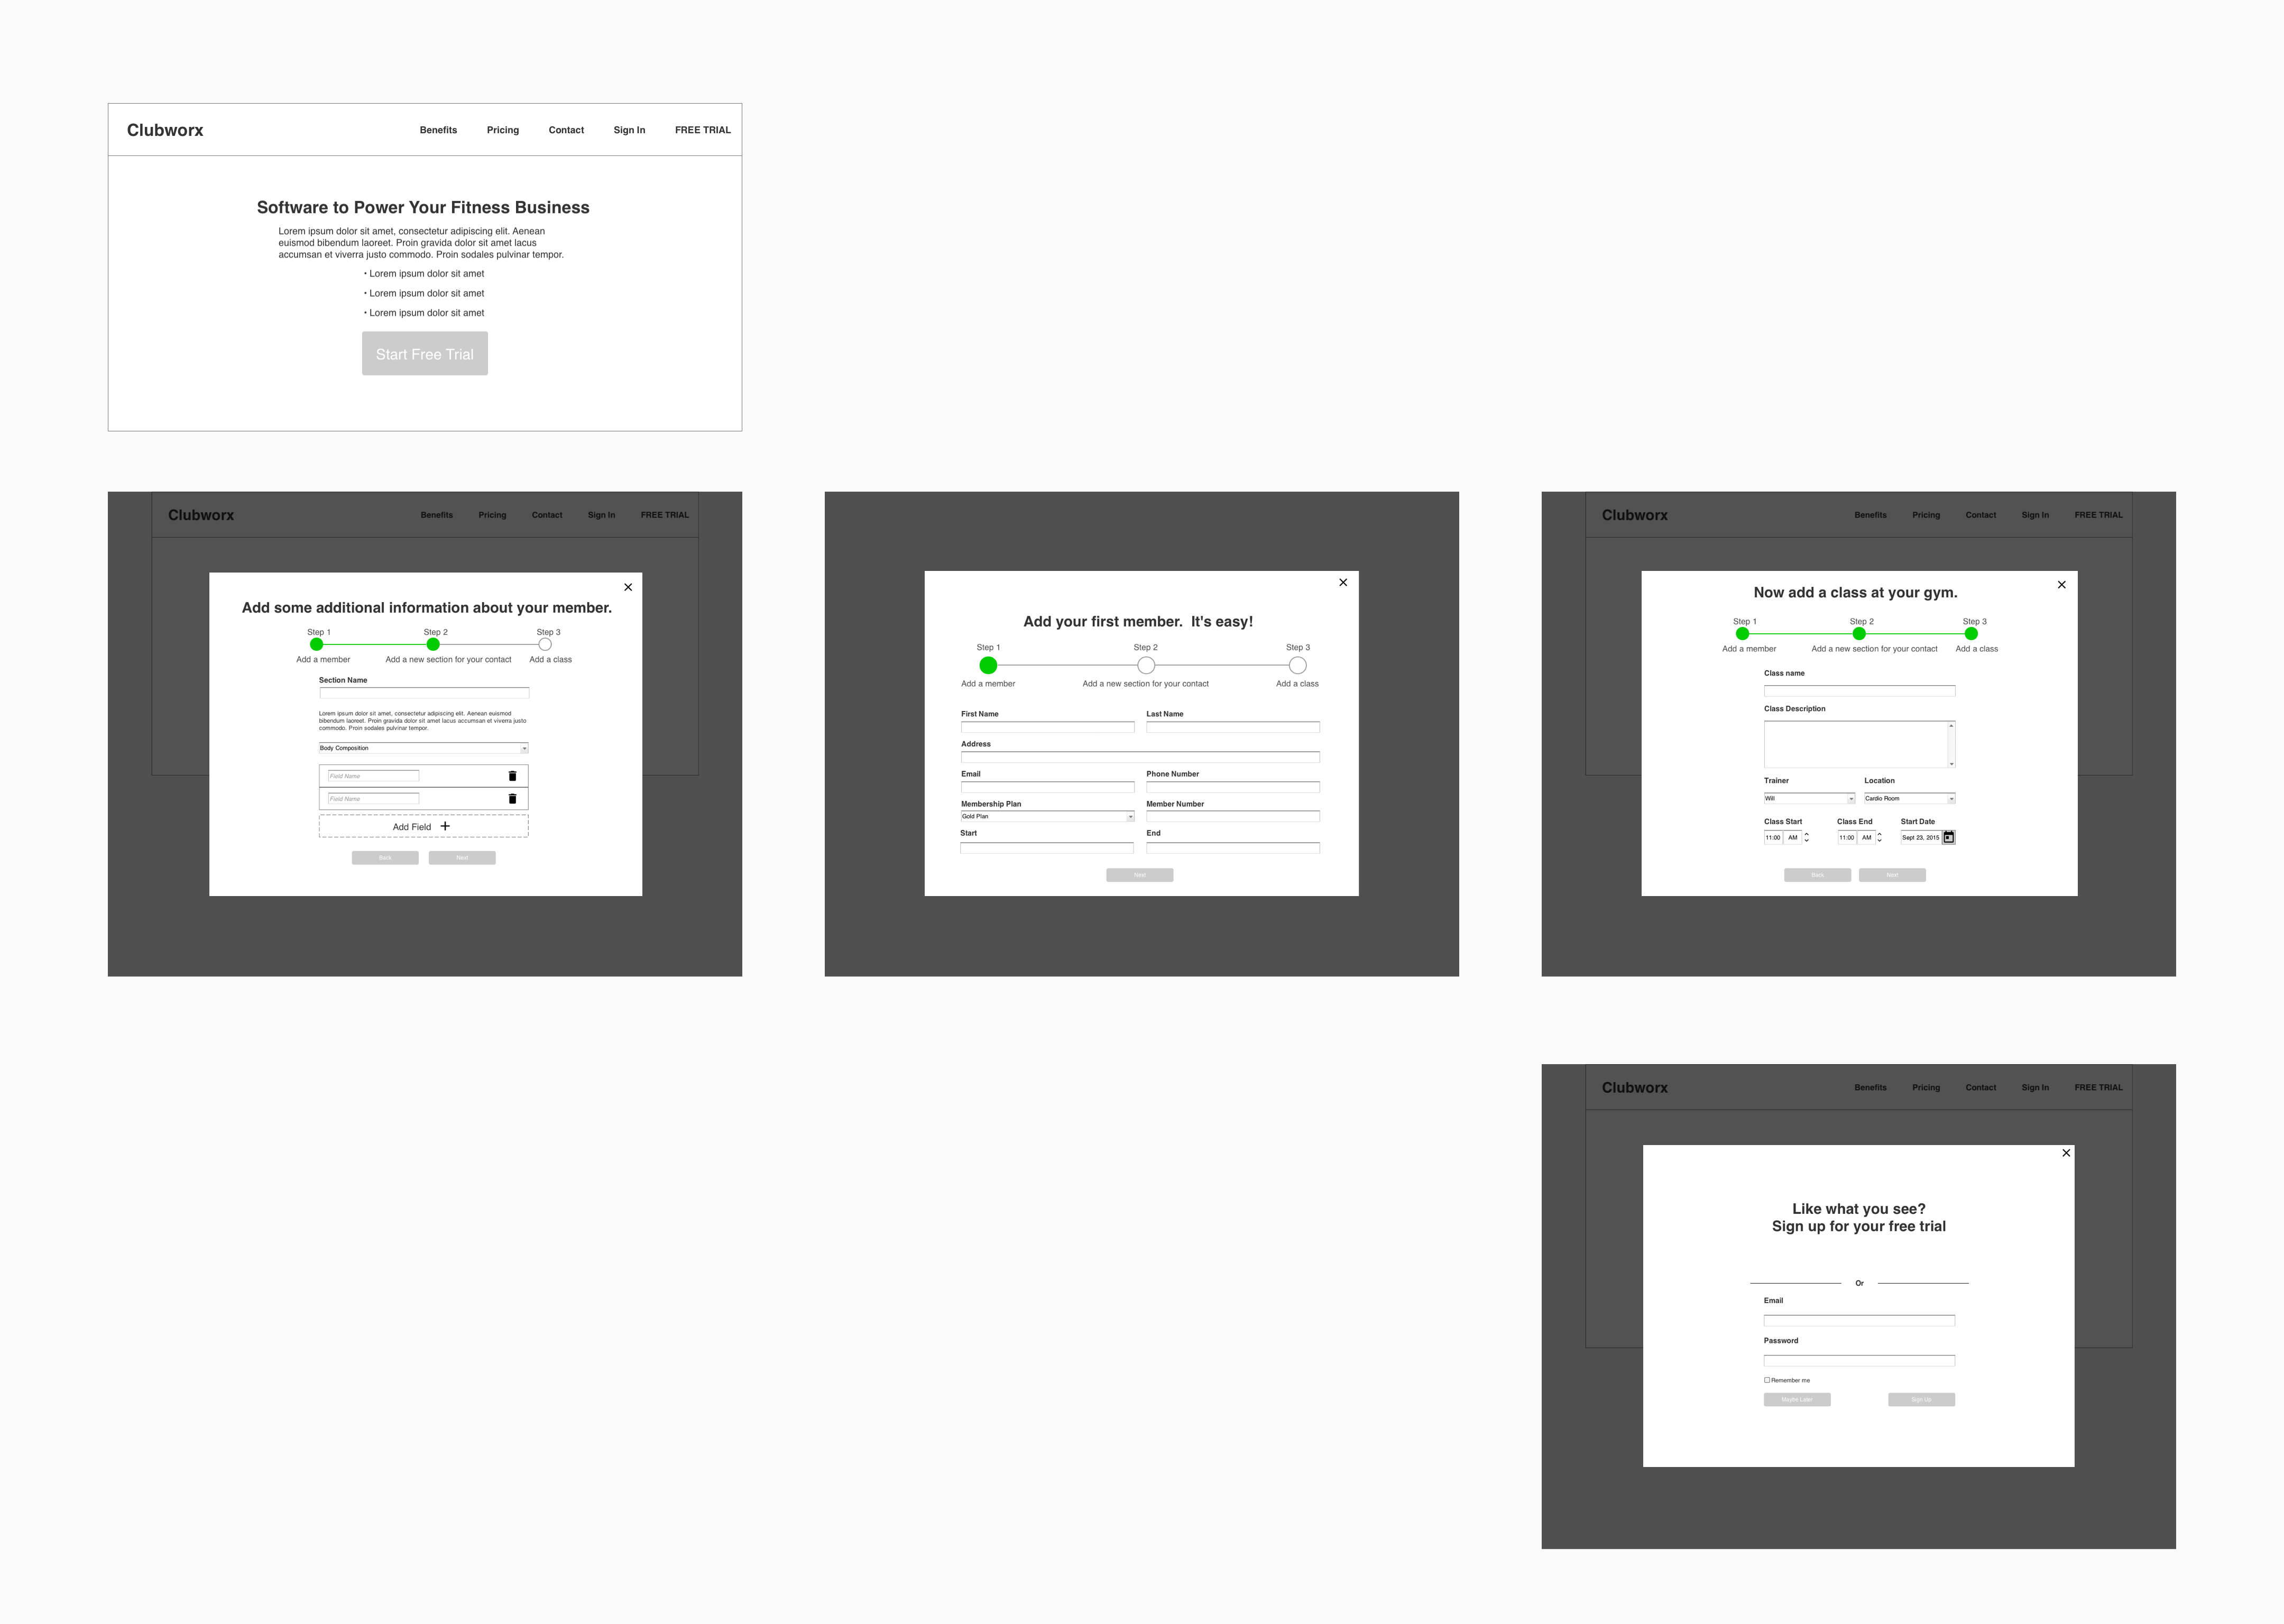 Clubworx
Benefits
Pricing
Contact
Sign In
FREE TRIAL
Software to Power Your Fitness Business
Lorem ipsum dolor sit amet, consectetur adipiscing elit. Aenean
euismod bibendum laoreet. Proin gravida dolor sit amet lacus
accumsan et viverra justo commodo. Proin sodales pulvinar tempor.
• Lorem ipsum dolor sit amet
• Lorem ipsum dolor sit amet
• Lorem ipsum dolor sit amet
Start Free Trial
Clubworx
Benefits
Pricing
Contact
Sign In
FREE TRIAL
Add some additional information about your member.
Step 1
Step 2
Step 3
Add a member
Add a new section for your contact
Add a class
Section Name
Lorem ipsum dolor sit amet, consectetur adipiscing elit. Aenean euismod
bibendum laoreet. Proin gravida dolor sit amet lacus accumsan et viverra justo
commodo. Proin sodales pulvinar tempor.
Body Composition
Field Name
Field Name
Add Field +
Back
Next
Add your first member. It's easy!
Step 1
Step 2
Step 3
Add a member
Add a new section for your contact
Add a class
First Name
Last Name
Address
Email
Phone Number
Membership Plan
Member Number
Gold Plan
Start
End
Next
Clubworx
Benefits
Pricing
Contact
Sign In
FREE TRIAL
Now add a class at your gym.
Step 1
Step 2
Step 3
Add a member
Add a new section for your contact
Add a class
Class name
Class Description
Trainer
Location
Will
Cardio Room
Class Start
Class End
Start Date
11:00 AM
11:00 AM
Sept 23, 2015
Back
Next
Clubworx
Benefits
Pricing
Contact
Sign In
FREE TRIAL
Like what you see?
Sign up for your free trial
Or
Email
Password
Remember me
Maybe Later
Sign Up